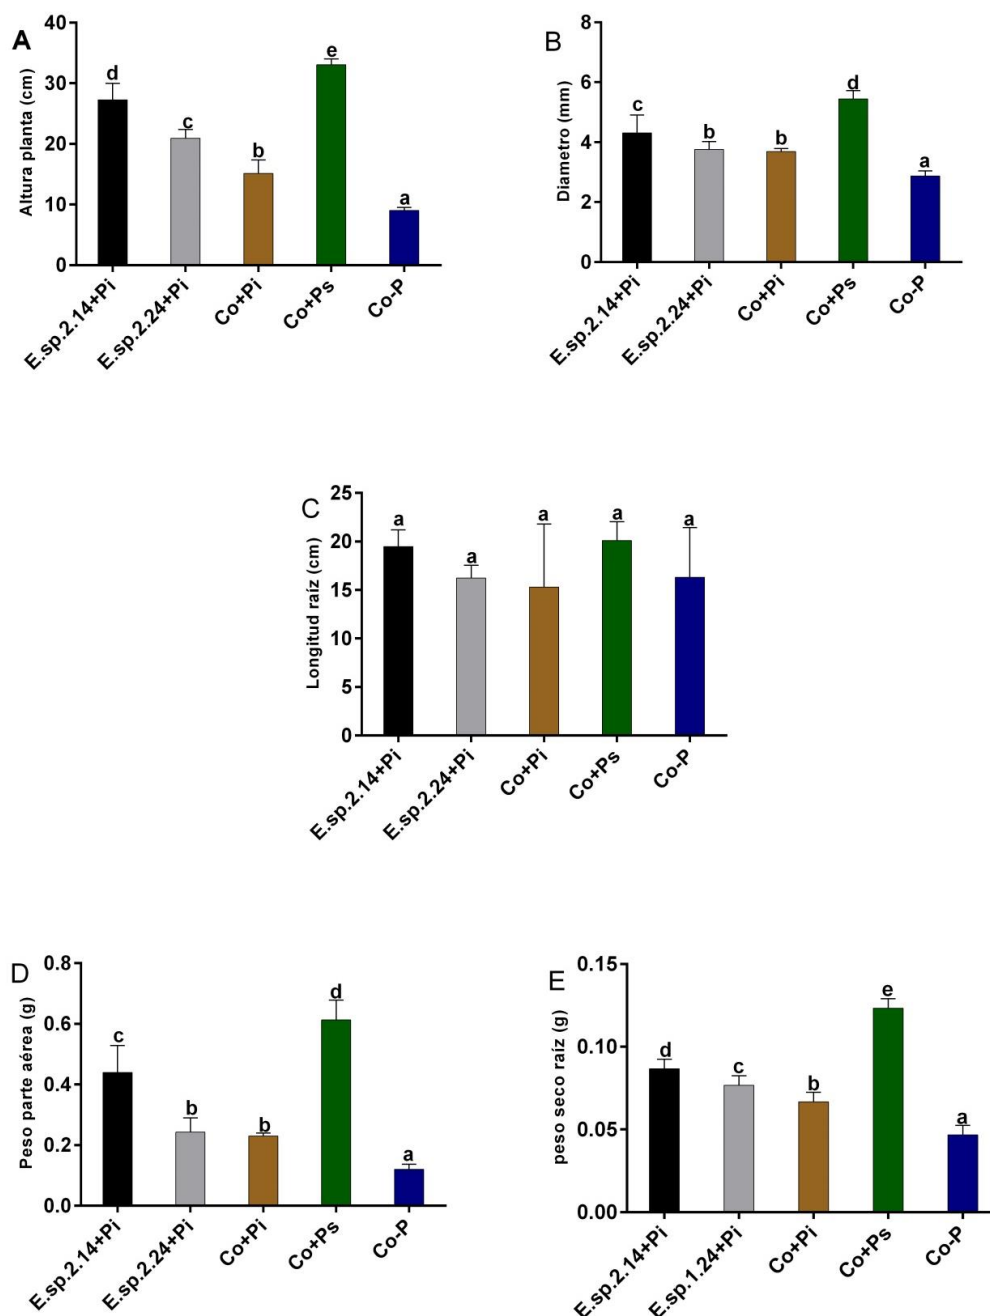 A
Altura planta (cm)
40
30
20
10
0
d
c
b
e
a
E.sp.2.14+Pi
E.sp.2.24+Pi
Co+Pi
Co+Ps
Co-P
B
Diametro (mm)
8
6
4
2
0
c
b
b
d
a
E.sp.2.14+Pi
E.sp.2.24+Pi
Co+Pi
Co+Ps
Co-P
C
Longitud raíz (cm)
25
20
15
10
5
0
a
a
a
a
a
E.sp.2.14+Pi
E.sp.2.24+Pi
Co+Pi
Co+Ps
Co-P
D
Peso parte aérea (g)
0.8
0.6
0.4
0.2
0.0
c
b
b
d
a
E.sp.2.14+Pi
E.sp.2.24+Pi
Co+Pi
Co+Ps
Co-P
E
peso seco raíz (g)
0.15
0.10
0.05
0.00
d
c
b
e
a
E.sp.2.14+Pi
E.sp.1.24+Pi
Co+Pi
Co+Ps
Co-P